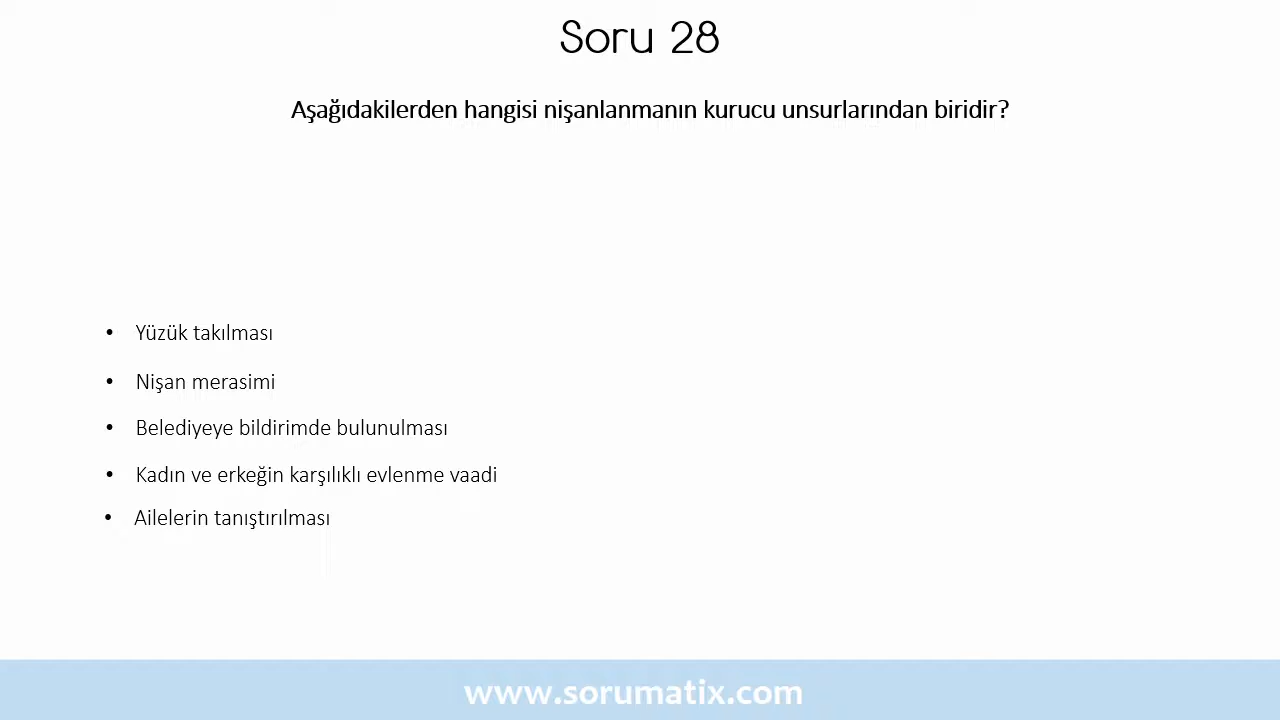 Soru 28
Aşağıdakilerden hangisi nişanlanmanın kurucu unsurlarından biridir?
• Yüzük takılması
• Nişan merasimi
• Belediyeye bildirimde bulunulması
• Kadın ve erkeğin karşılıklı evlenme vaadi
• Ailelerin tanıştırılması
www.sorumatix.com